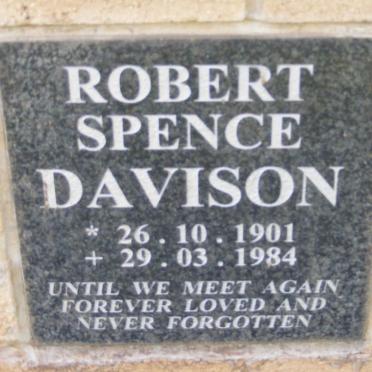 ROBERT
SPENCE
DAVISON
* 26 . 10 . 1901
+ 29 . 03 . 1984
UNTIL WE MEET AGAIN
FOREVER LOVED AND
NEVER FORGOTTEN